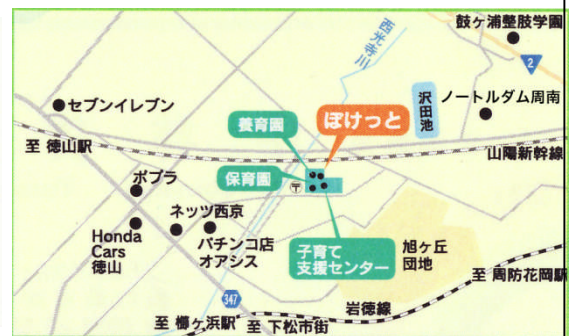 鼓ヶ浦整肢学園
2
西光寺川
沢田池
ノートルダム周南
セブンイレブン
養育園
ぽけっと
至 徳山駅
山陽新幹線
ポプラ
保育園
〒
ネッツ西京
Honda
Cars
徳山
パチンコ店
オアシス
子育て
支援センター
旭ヶ丘
団地
至 周防花岡駅
347
岩徳線
至 櫛ヶ浜駅
至 下松市街